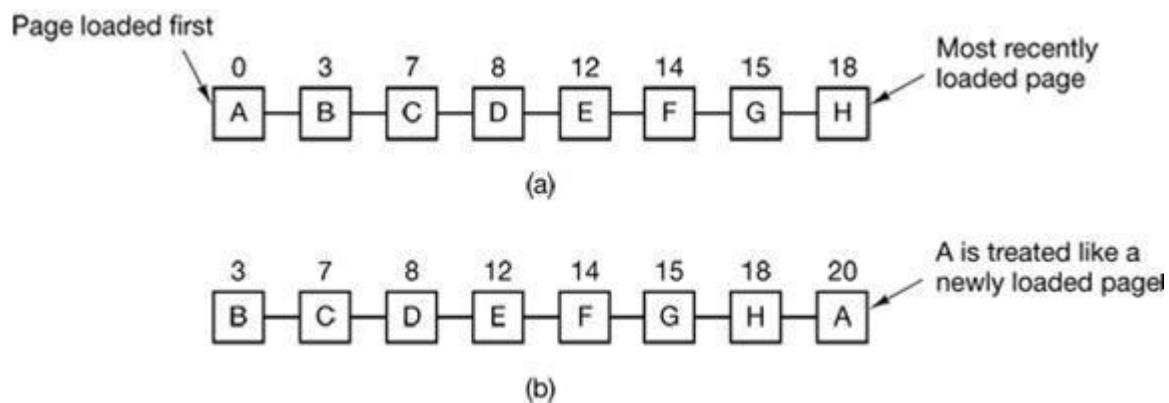 Page loaded first
Most recently
loaded page
0 3 7 8 12 14 15 18
A B C D E F G H
(a)
A is treated like a
newly loaded page
3 7 8 12 14 15 18 20
B C D E F G H A
(b)